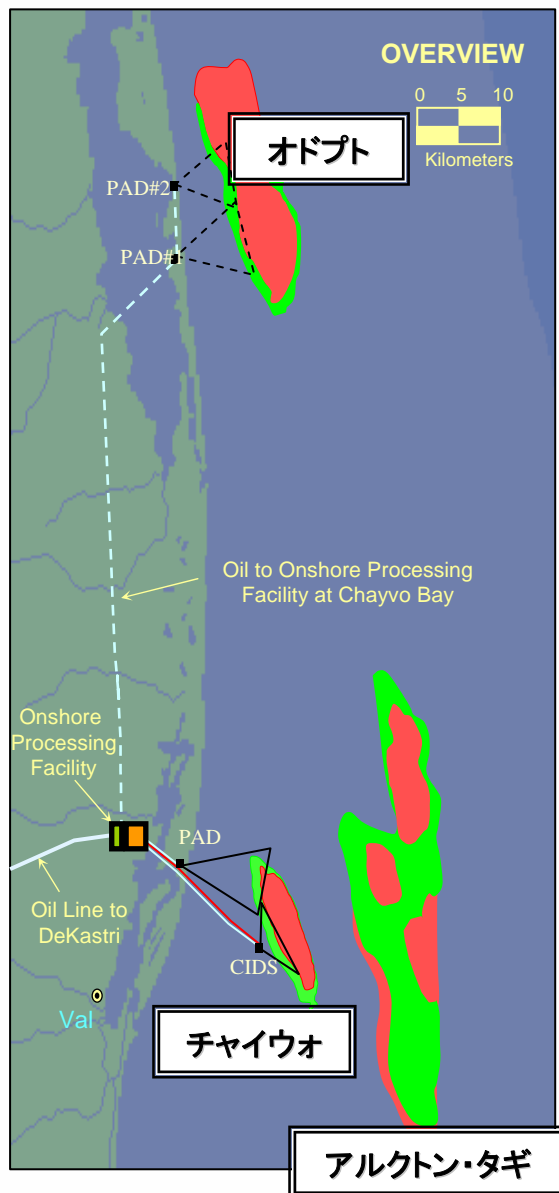 OVERVIEW
0 5 10
Kilometers
オドプト
PAD#2
PAD#1
Oil to Onshore Processing
Facility at Chayvo Bay
Onshore
Processing
Facility
PAD
Oil Line to
DeKastri
CIDS
Val
チャイウォ
アルクトン・タギ